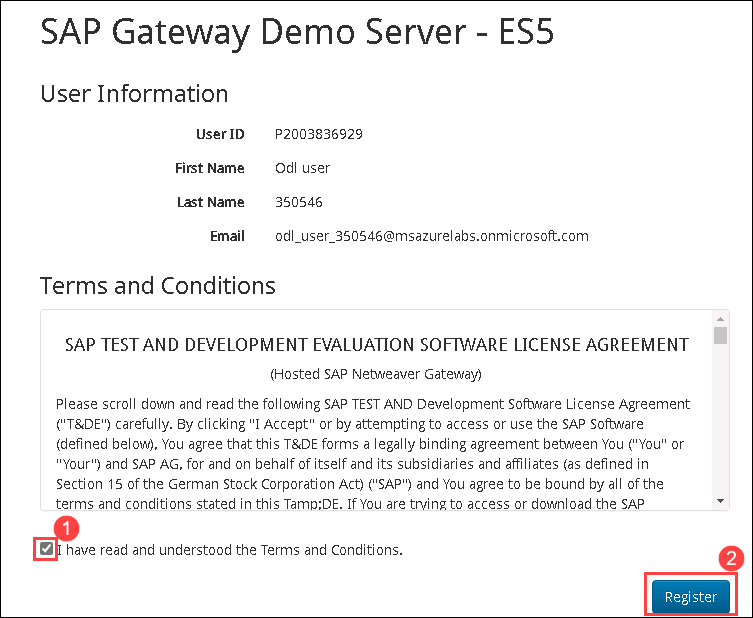 SAP Gateway Demo Server - ES5
User Information
User ID P2003836929
First Name Odl user
Last Name 350546
Email odl_user_350546@msazurelabs.onmicrosoft.com
Terms and Conditions
SAP TEST AND DEVELOPMENT EVALUATION SOFTWARE LICENSE AGREEMENT
(Hosted SAP Netweaver Gateway)
Please scroll down and read the following SAP TEST AND Development Software License Agreement
("T&DE") carefully. By clicking "I Accept" or by attempting to access or use the SAP Software
(defined below), You agree that this T&DE forms a legally binding agreement between You ("You" or
"Your") and SAP AG, for and on behalf of itself and its subsidiaries and affiliates (as defined in
Section 15 of the German Stock Corporation Act) ("SAP") and You agree to be bound by all of the
terms and conditions stated in this Tamp;DE. If You are trying to access or download the SAP
1
I have read and understood the Terms and Conditions.
2
Register